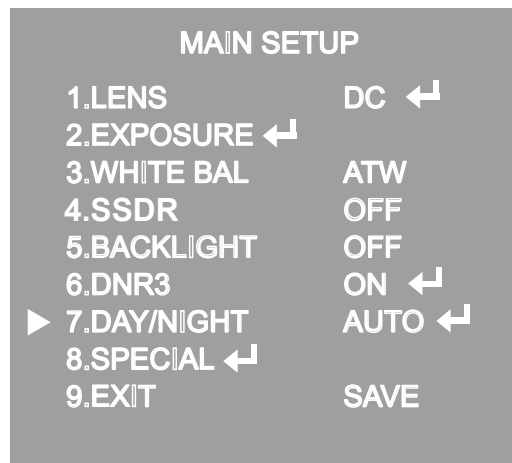 MAIN SETUP
1.LENS DC ↵
2.EXPOSURE ↵
3.WHITE BAL ATW
4.SSDR OFF
5.BACKLIGHT OFF
6.DNR3 ON ↵
▶ 7.DAY/NIGHT AUTO ↵
8.SPECIAL ↵
9.EXIT SAVE